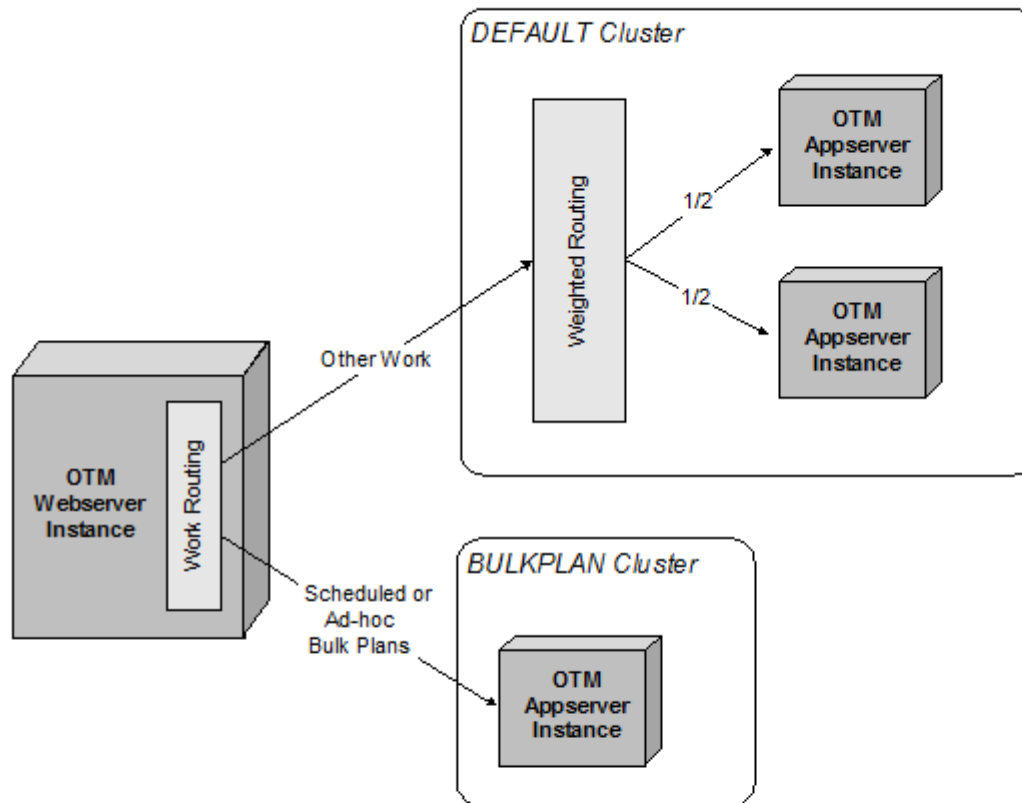 DEFAULT Cluster
OTM
Appserver
Instance
Weighted Routing
1/2
1/2
OTM
Appserver
Instance
Other Work
OTM
Webserver
Instance
Work Routing
BULKPLAN Cluster
Scheduled or
Ad-hoc
Bulk Plans
OTM
Appserver
Instance